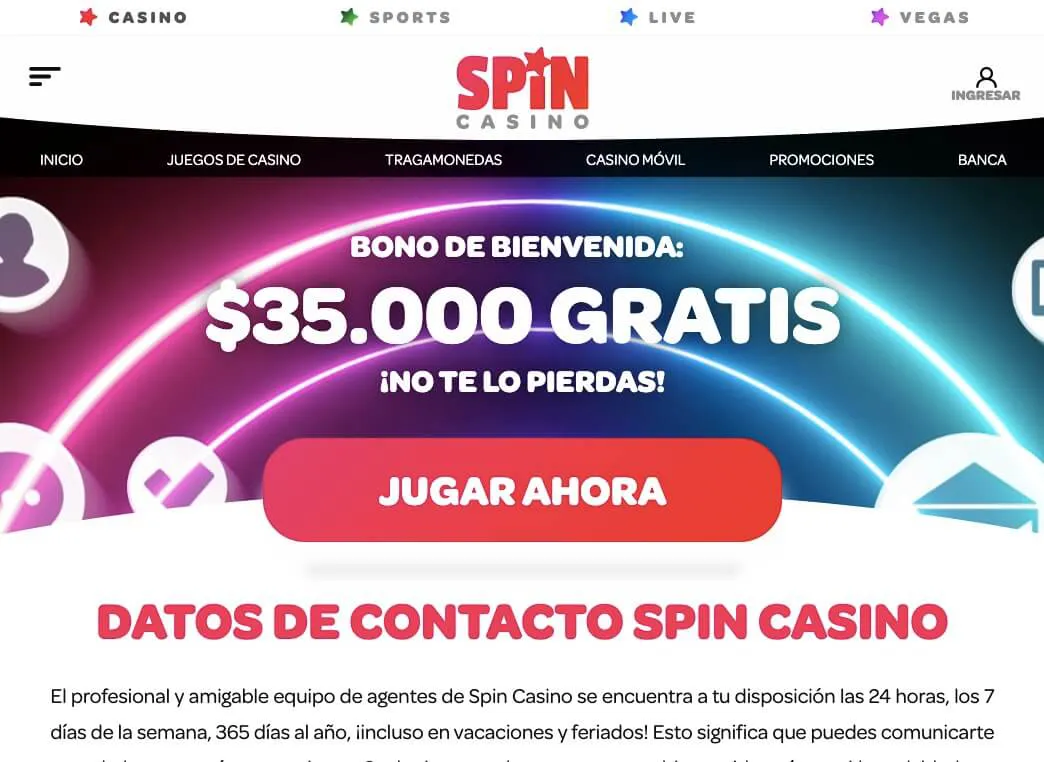 CASINO SPORTS LIVE VEGAS
SPIN
CASINO
INGRESAR
INICIO JUEGOS DE CASINO TRAGAMONEDAS CASINO MÓVIL PROMOCIONES BANCA
BONO DE BIENVENIDA:
$35.000 GRATIS
¡NO TE LO PIERDAS!
JUGAR AHORA
DATOS DE CONTACTO SPIN CASINO
El profesional y amigable equipo de agentes de Spin Casino se encuentra a tu disposición las 24 horas, los 7
días de la semana, 365 días al año, ¡incluso en vacaciones y feriados! Esto significa que puedes comunicarte